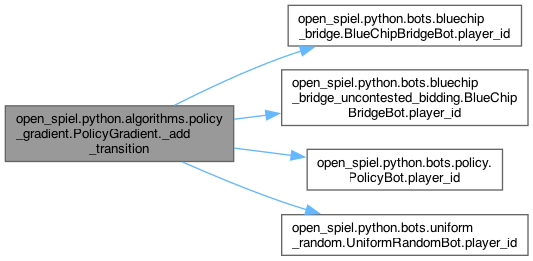 open_spiel.python.bots.bluechip
_bridge.BlueChipBridgeBot.player_id
open_spiel.python.bots.bluechip
_bridge_uncontested_bidding.BlueChip
BridgeBot.player_id
open_spiel.python.algorithms.policy
_gradient.PolicyGradient._add
_transition
open_spiel.python.bots.policy.
PolicyBot.player_id
open_spiel.python.bots.uniform
_random.UniformRandomBot.player_id